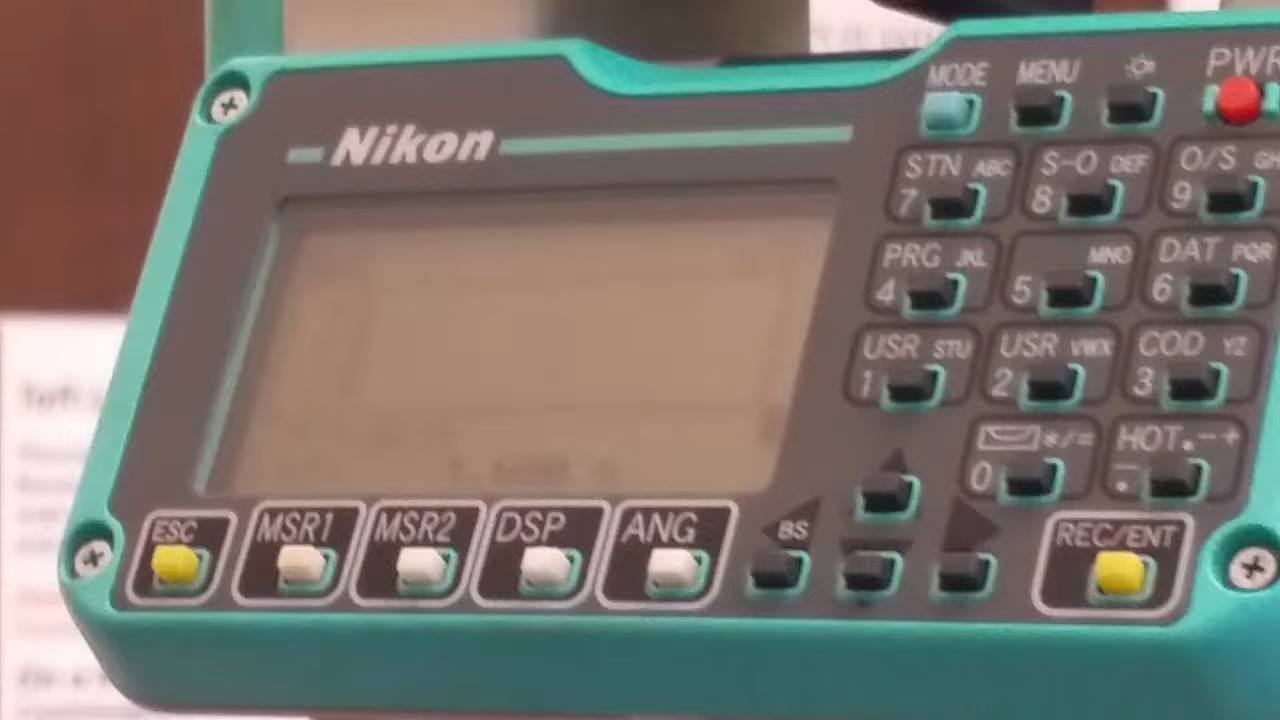 Nikon
MODE MENU PWR
STN ABC S-O DEF O/S GH
7 8 9
PRG JKL MNO DAT PQR
4 5 6
USR STU USR VWX COD YZ
1 2 3
*/= HOT.-+
0
ESC MSR1 MSR2 DSP ANG BS REC/ENT